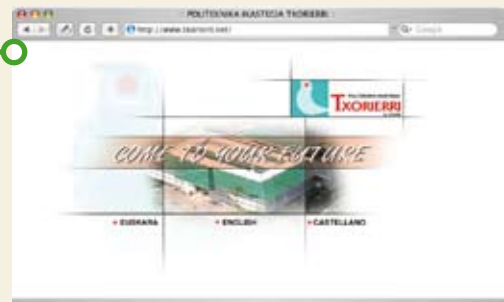 POLITEKNIKA IKASTEGIA TXORIERRI
http://www.txorierri.net/
Google
POLITEKNIKA IKASTEGIA
TXORIERRI
COME TO YOUR FUTURE
EUSKARA
ENGLISH
CASTELLANO